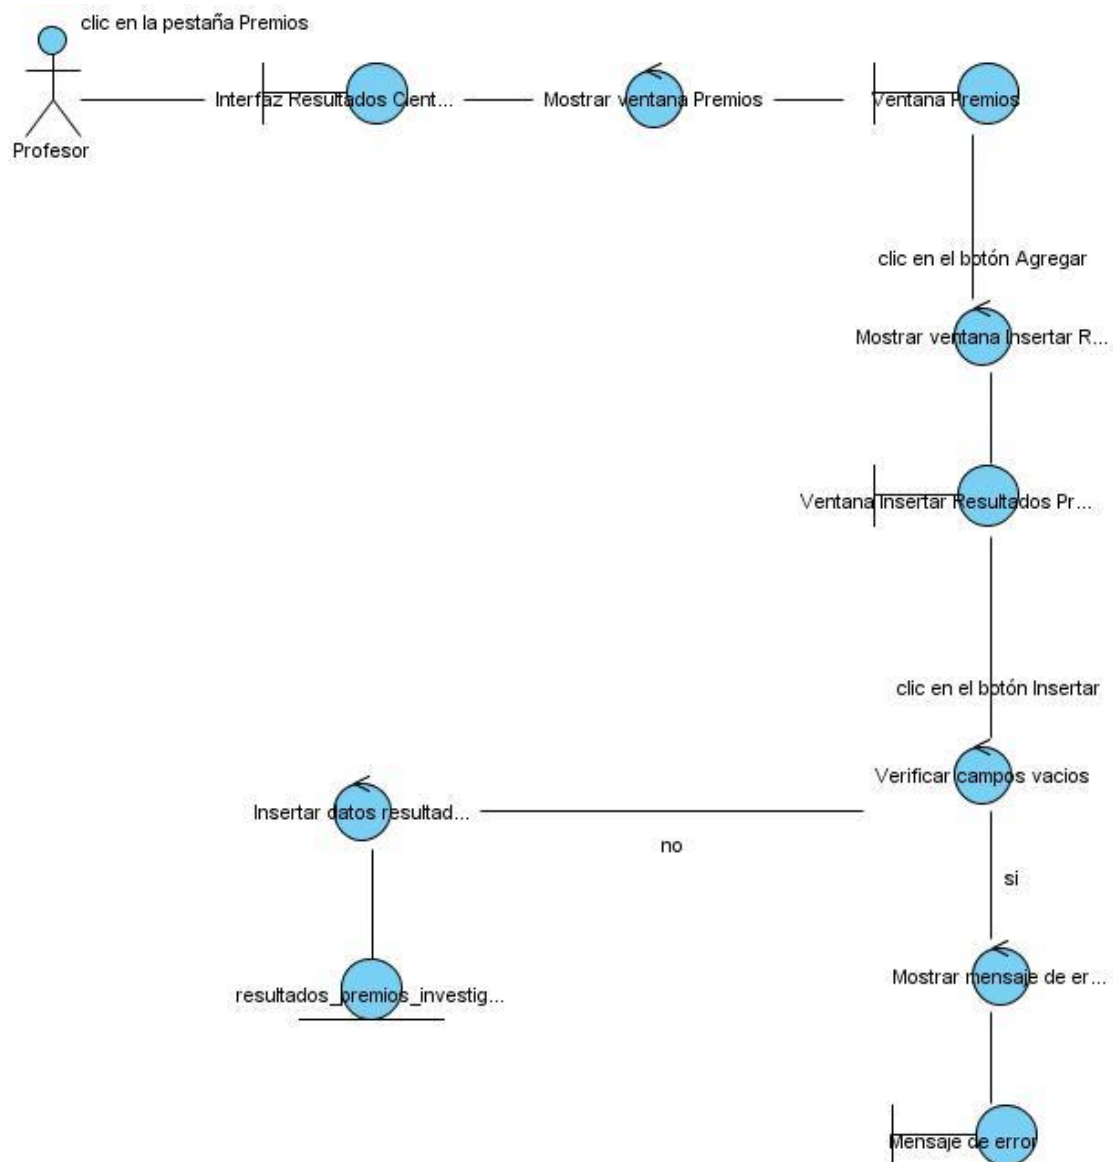 clic en la pestaña Premios
Interfaz Resultados Cient...
Mostrar ventana Premios
Ventana Premios
Profesor
clic en el botón Agregar
Mostrar ventana Insertar R...
Ventana Insertar Resultados Pr...
clic en el botón Insertar
Verificar campos vacios
Insertar datos resultad...
no
si
Mostrar mensaje de er...
resultados_premios_investig...
Mensaje de error